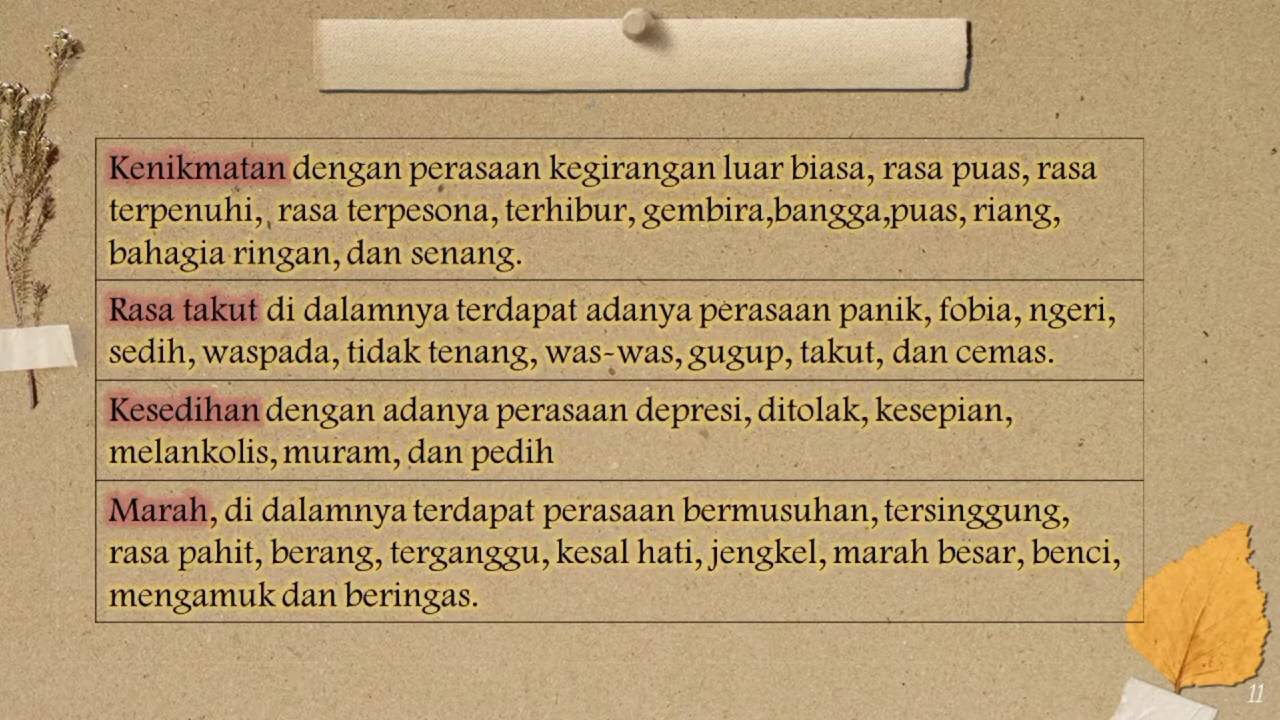 Kenikmatan dengan perasaan kegirangan luar biasa, rasa puas, rasa
terpenuhi, rasa terpesona, terhibur, gembira,bangga,puas, riang,
bahagia ringan, dan senang.
Rasa takut di dalamnya terdapat adanya perasaan panik, fobia, ngeri,
sedih, waspada, tidak tenang, was-was, gugup, takut, dan cemas.
Kesedihan dengan adanya perasaan depresi, ditolak, kesepian,
melankolis, muram, dan pedih
Marah, di dalamnya terdapat perasaan bermusuhan, tersinggung,
rasa pahit, berang, terganggu, kesal hati, jengkel, marah besar, benci,
mengamuk dan beringas.
11